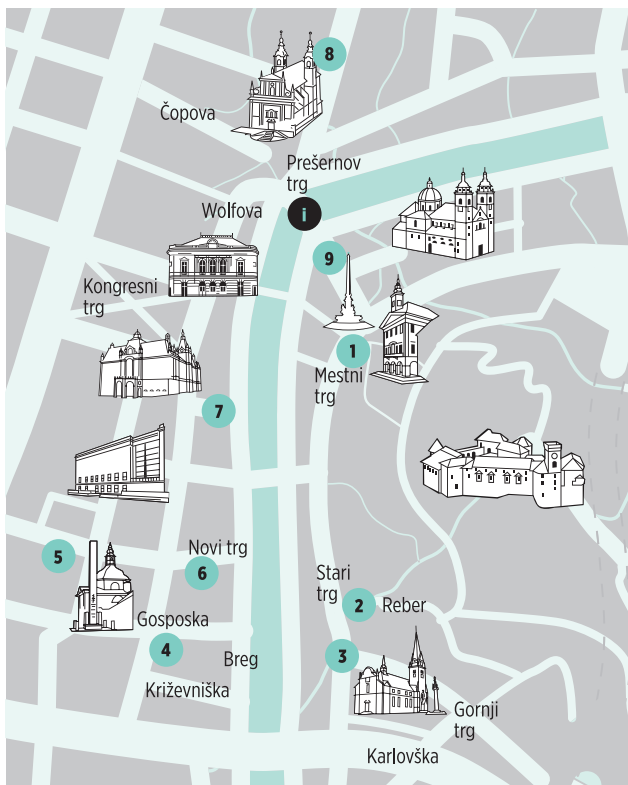 8
Čopova
Prešernov
trg
i
Wolfova
9
Kongresni
trg
1
Mestni
trg
7
5
Novi trg
6
Stari
trg
2
Reber
Gosposka
4
3
Breg
Križevniška
Gornji
trg
Karlovška